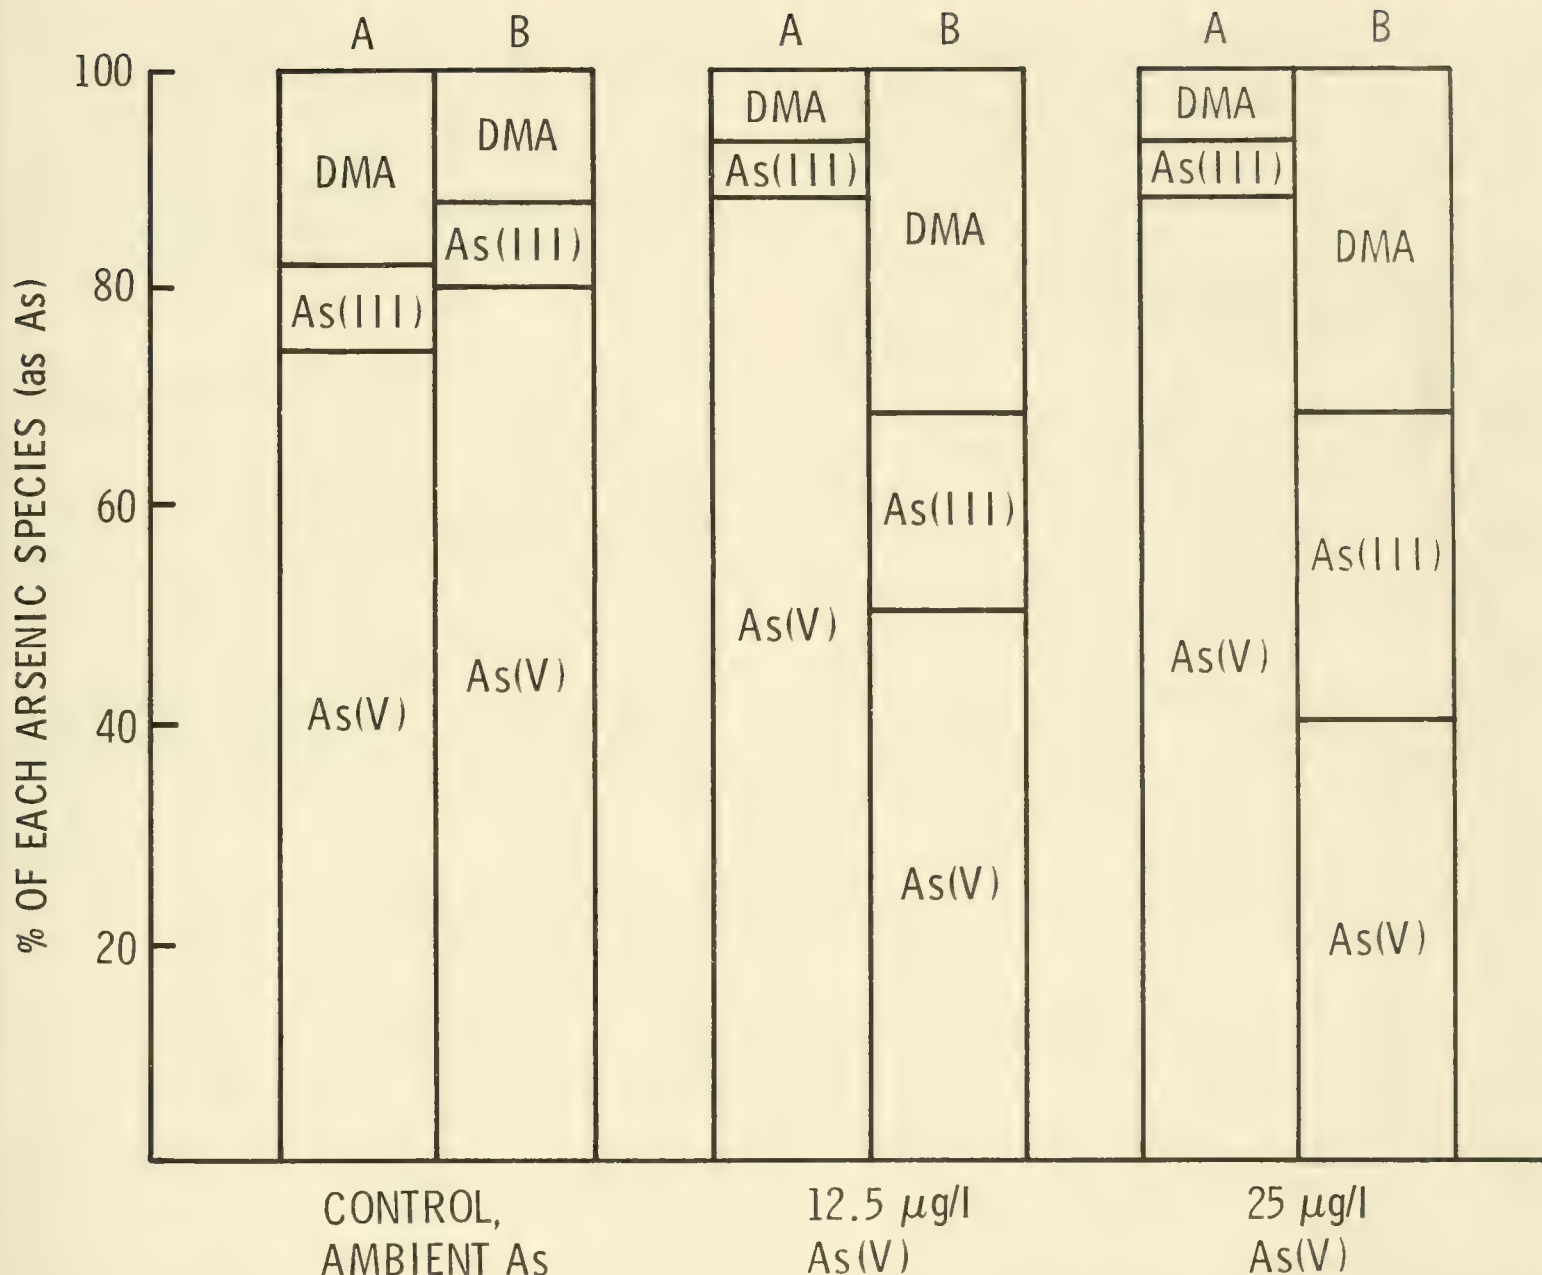 % OF EACH ARSENIC SPECIES (as As)
100
80
60
40
20
A
B
DMA
As(III)
As(V)
DMA
As(III)
As(V)
CONTROL,
AMBIENT As
A
B
DMA
As(III)
As(V)
DMA
As(III)
As(V)
12.5 μg/l
As(V)
A
B
DMA
As(III)
As(V)
DMA
As(III)
As(V)
25 μg/l
As(V)